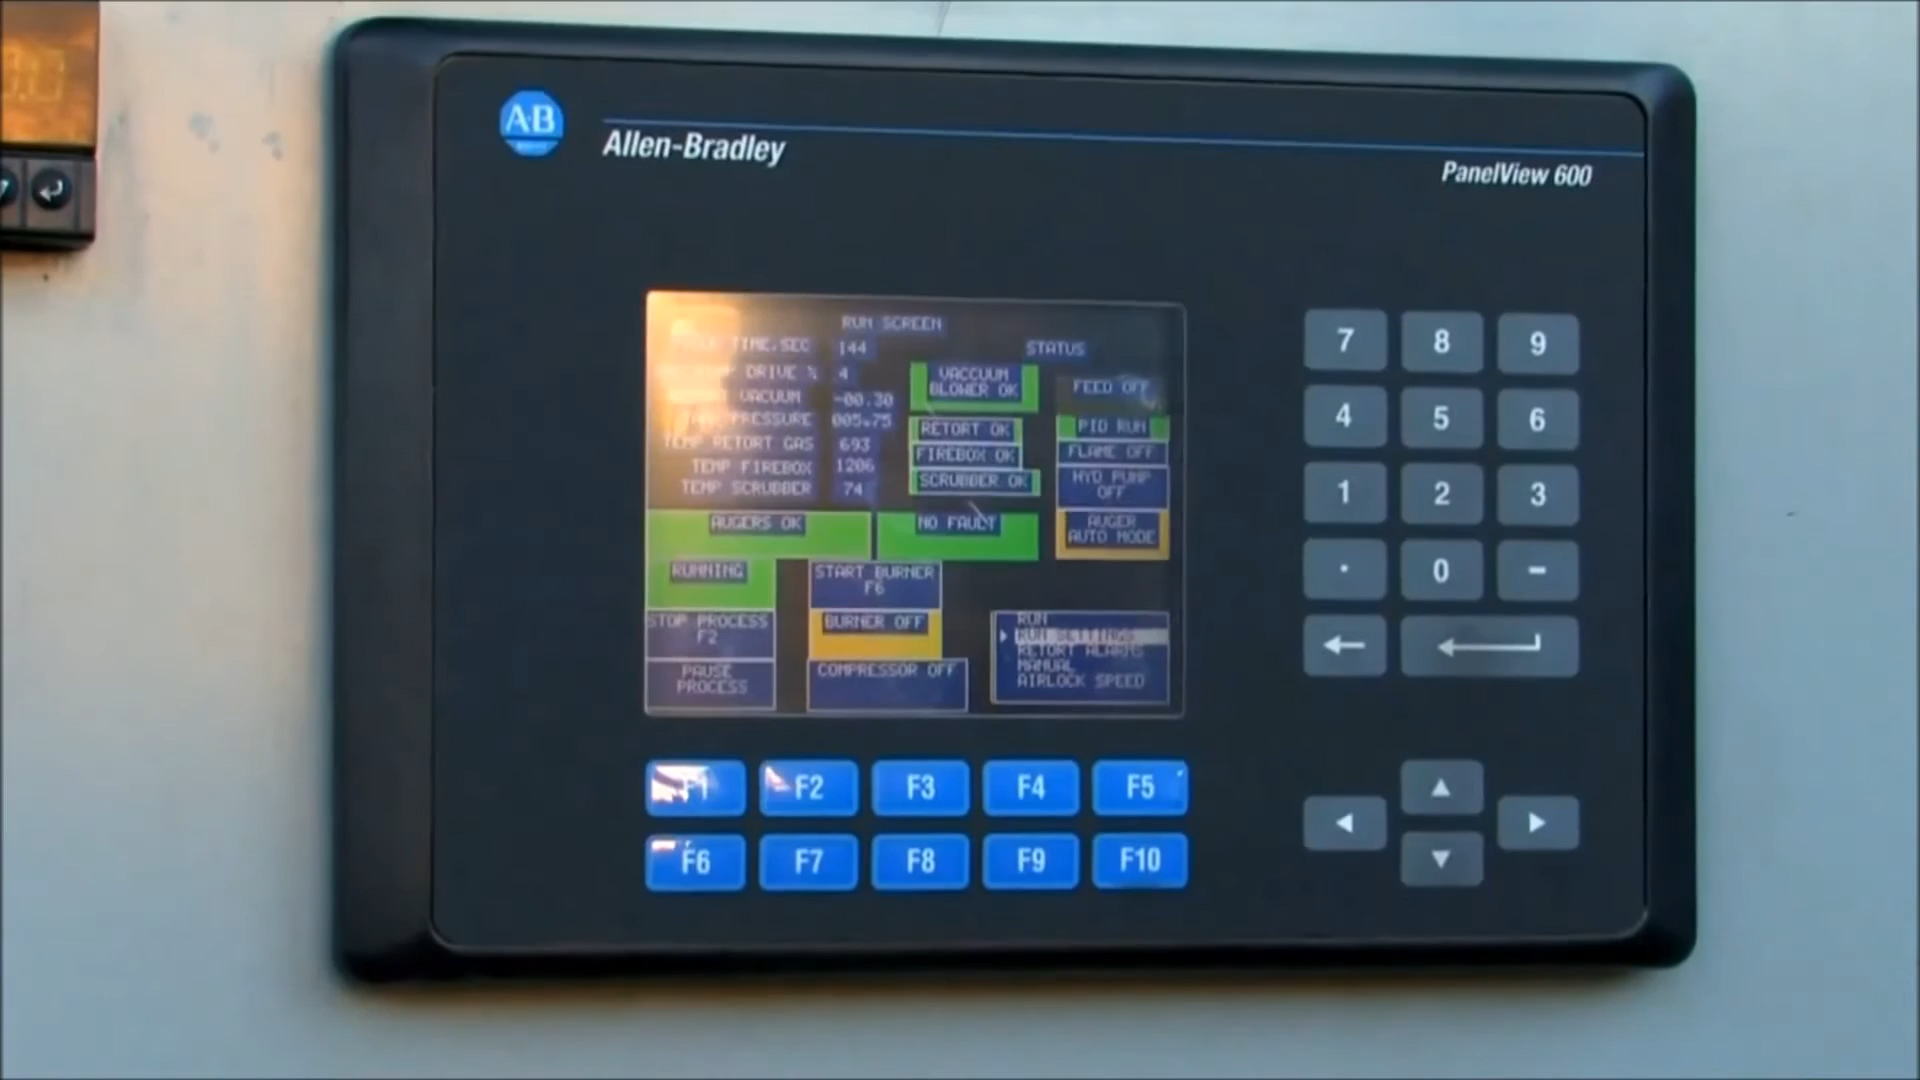 A-B
Allen-Bradley
PanelView 600
RUN SCREEN
TIME.SEC 144
STATUS
DRIVE % 4
VACCUUM
BLOWER OK
FEED OFF
VACUUM -00.30
PRESSURE 005.75
RETORT OK
PID RUN
TEMP RETORT GAS 693
FIREBOX OK
FLAME OFF
TEMP FIREBOX 1206
SCRUBBER OK
HYD PUMP
OFF
TEMP SCRUBBER 74
AUGERS OK
NO FAULT
AUGER
AUTO MODE
RUNNING
START BURNER
F6
STOP PROCESS
F2
BURNER OFF
RUN
RUN SETTINGS
RETORT ALARMS
MANUAL
AIRLOCK SPEED
PAUSE
PROCESS
COMPRESSOR OFF
7 8 9
4 5 6
1 2 3
. 0 -
F1 F2 F3 F4 F5
F6 F7 F8 F9 F10